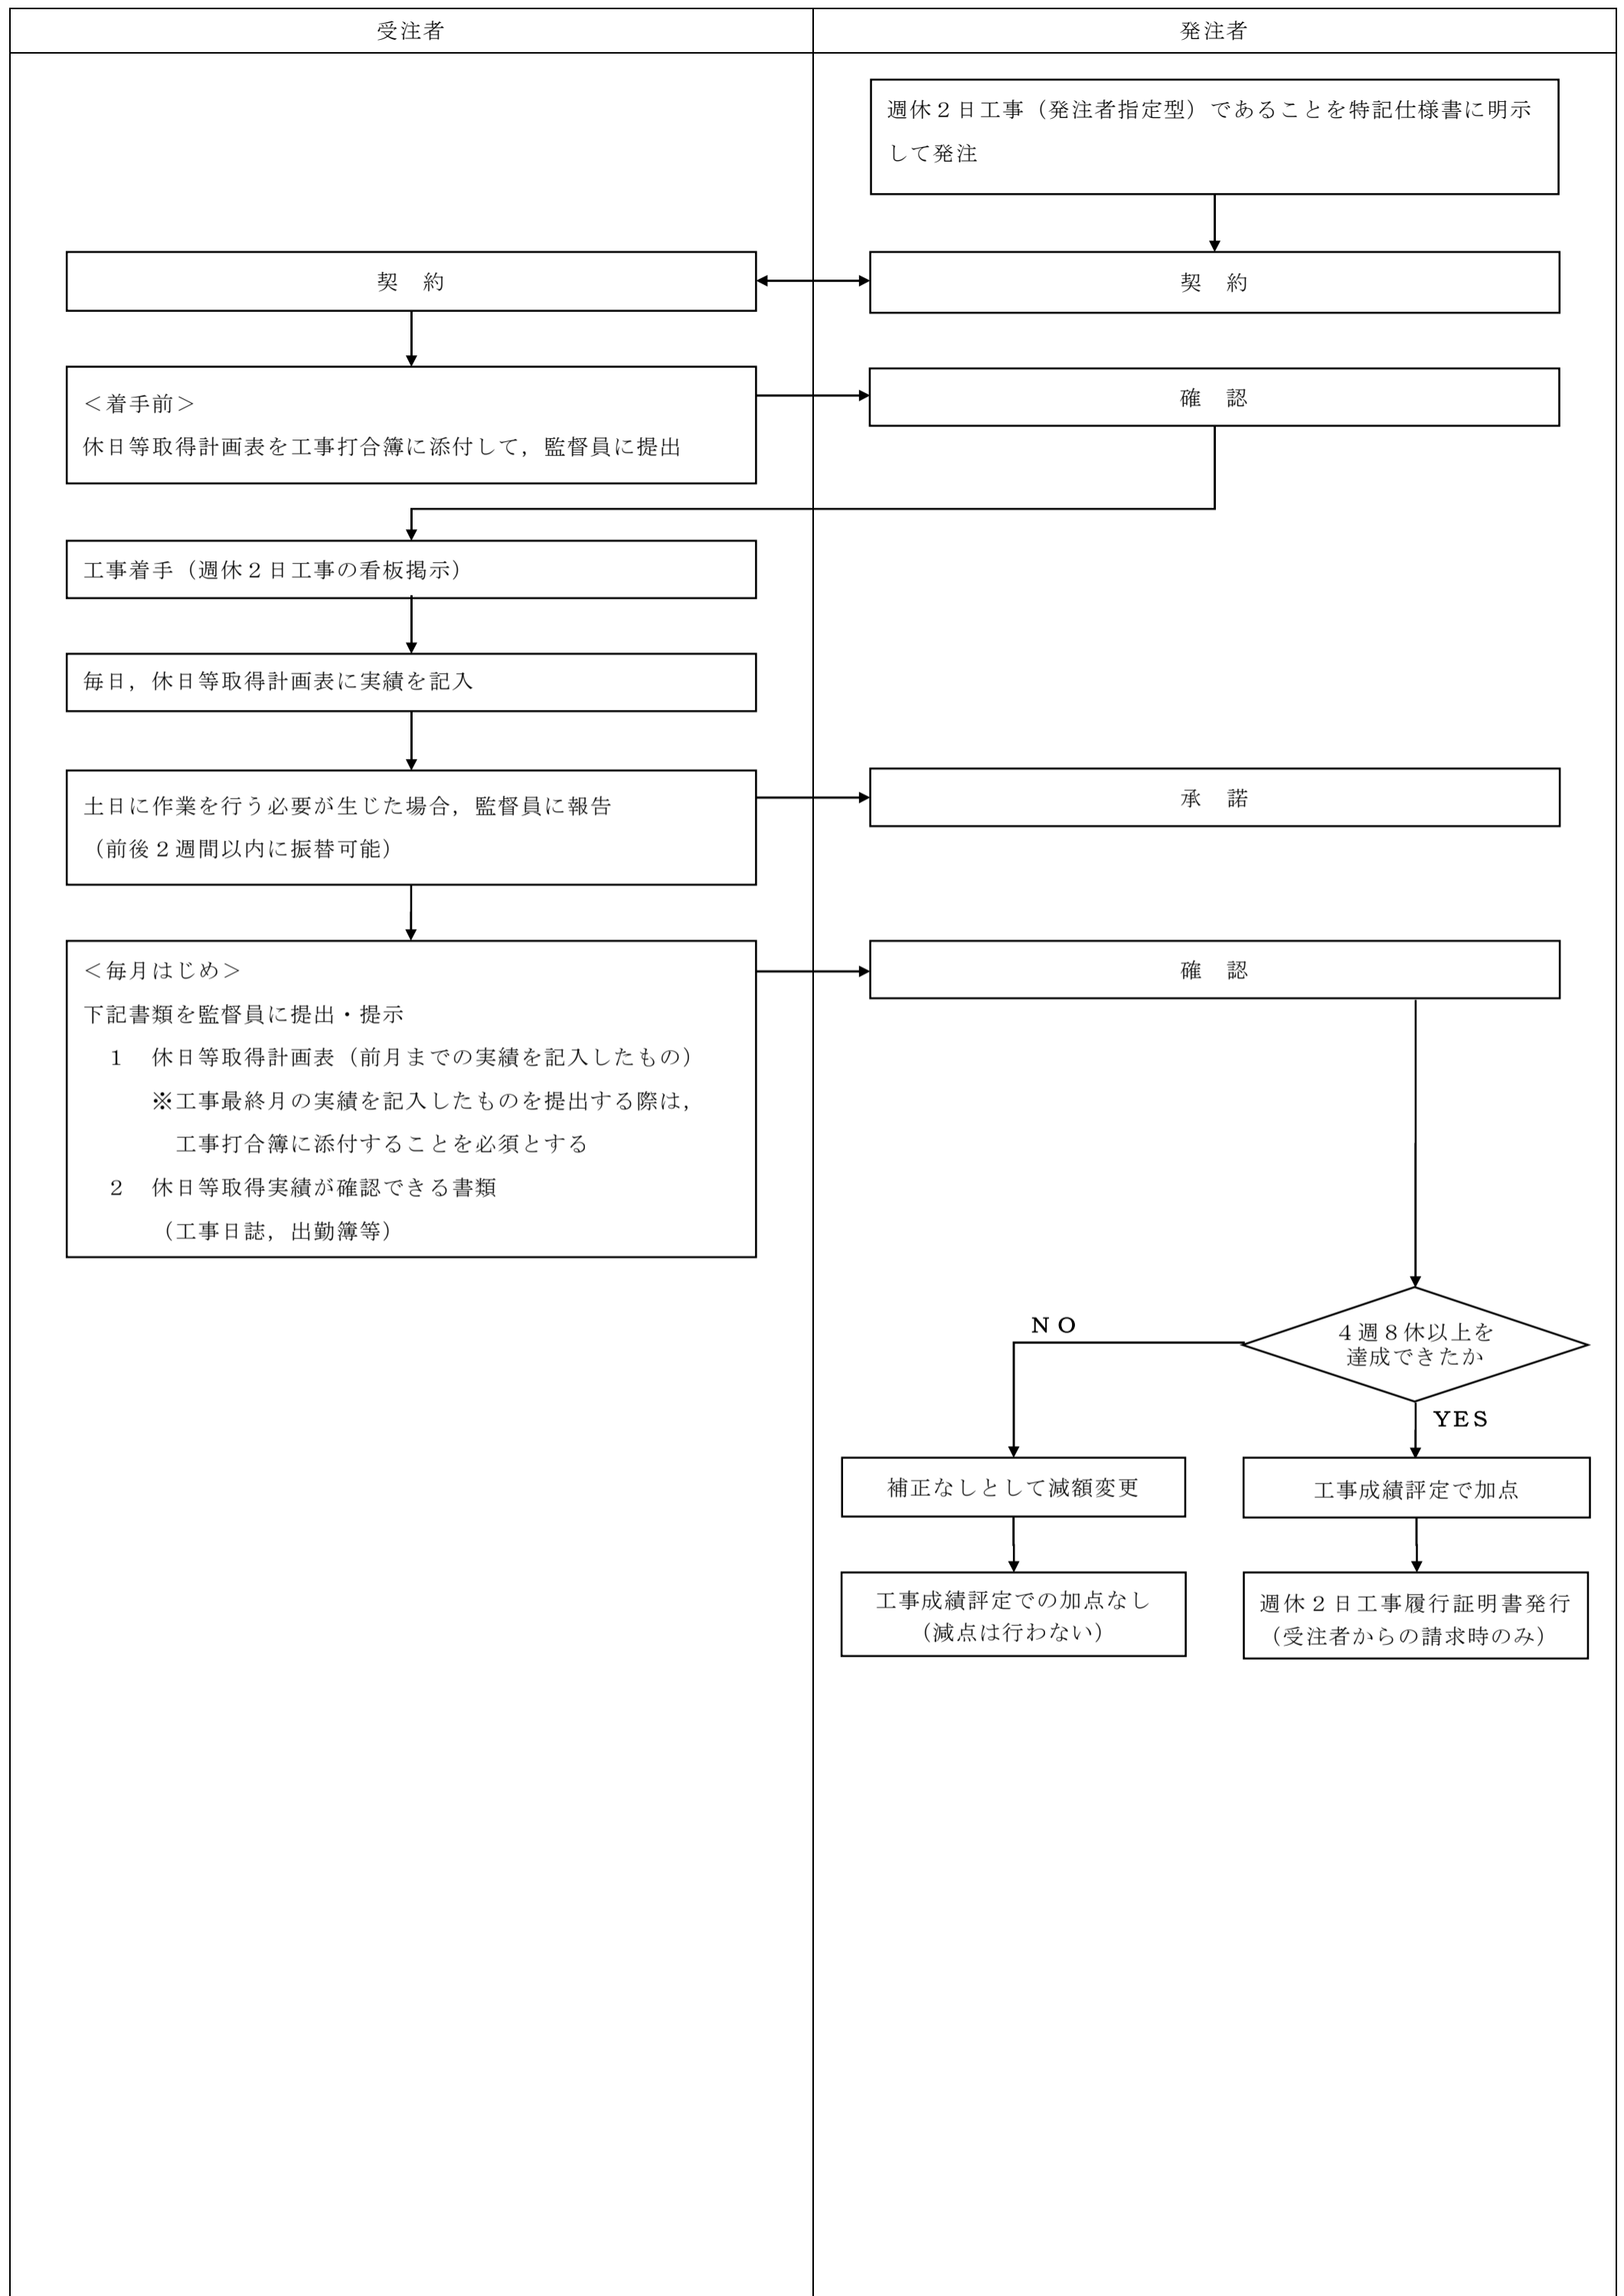 受注者
発注者
週休２日工事（発注者指定型）であることを特記仕様書に明示
して発注
契　約
契　約
＜着手前＞
休日等取得計画表を工事打合簿に添付して，監督員に提出
確　認
工事着手（週休２日工事の看板掲示）
毎日，休日等取得計画表に実績を記入
土日に作業を行う必要が生じた場合，監督員に報告
（前後２週間以内に振替可能）
承　諾
＜毎月はじめ＞
下記書類を監督員に提出・提示
１　休日等取得計画表（前月までの実績を記入したもの）
※工事最終月の実績を記入したものを提出する際は，
工事打合簿に添付することを必須とする
２　休日等取得実績が確認できる書類
（工事日誌，出勤簿等）
確　認
４週８休以上を
達成できたか
ＮＯ
YES
補正なしとして減額変更
工事成績評定で加点
工事成績評定での加点なし
（減点は行わない）
週休２日工事履行証明書発行
（受注者からの請求時のみ）